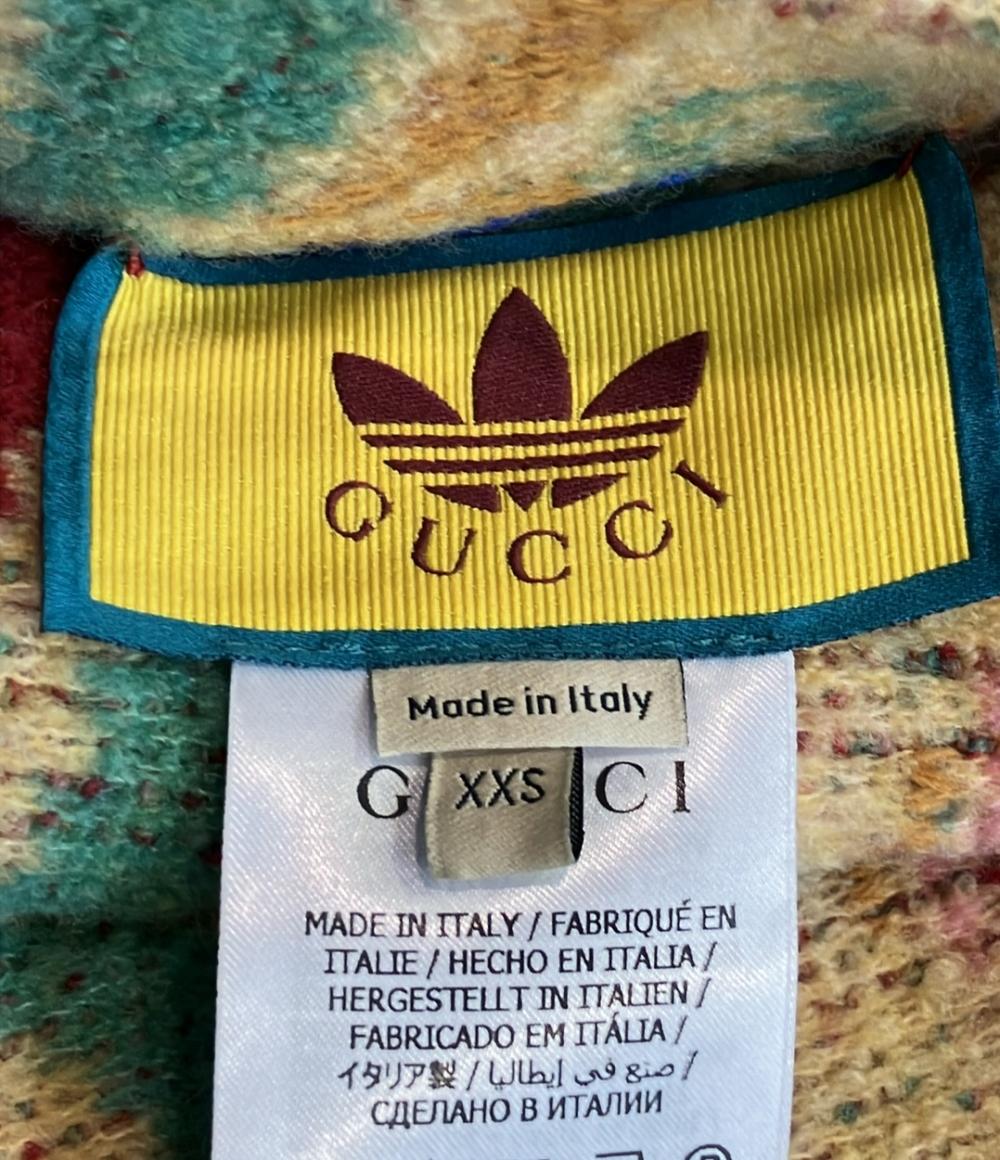 GUCCI
Made in Italy
XXS
G CI
MADE IN ITALY / FABRIQUÉ EN
ITALIE / HECHO EN ITALIA /
HERGESTELLT IN ITALIEN /
FABRICADO EM ITÁLIA /
イタリア製 / صنع في إيطاليا /
СДЕЛАНО В ИТАЛИИ